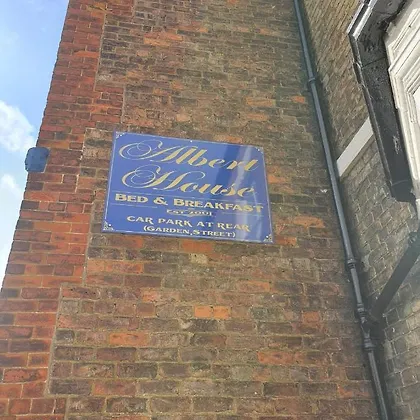 Albert
House
BED & BREAKFAST
EST 2001
CAR PARK AT REAR
(GARDEN STREET)